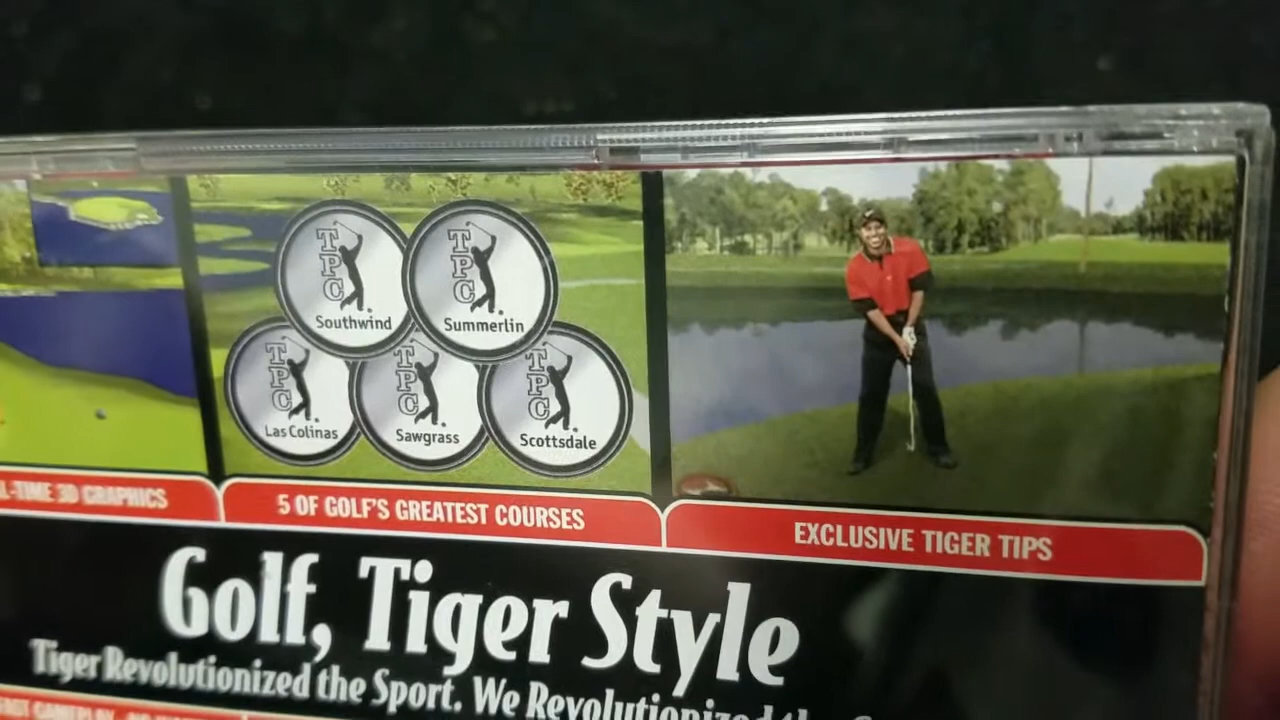 TPC
Southwind
TPC
Summerlin
TPC
Las Colinas
TPC
Sawgrass
TPC
Scottsdale
L-TIME 3D GRAPHICS
5 OF GOLF'S GREATEST COURSES
EXCLUSIVE TIGER TIPS
Golf, Tiger Style
Tiger Revolutionized the Sport. We Revolutionized